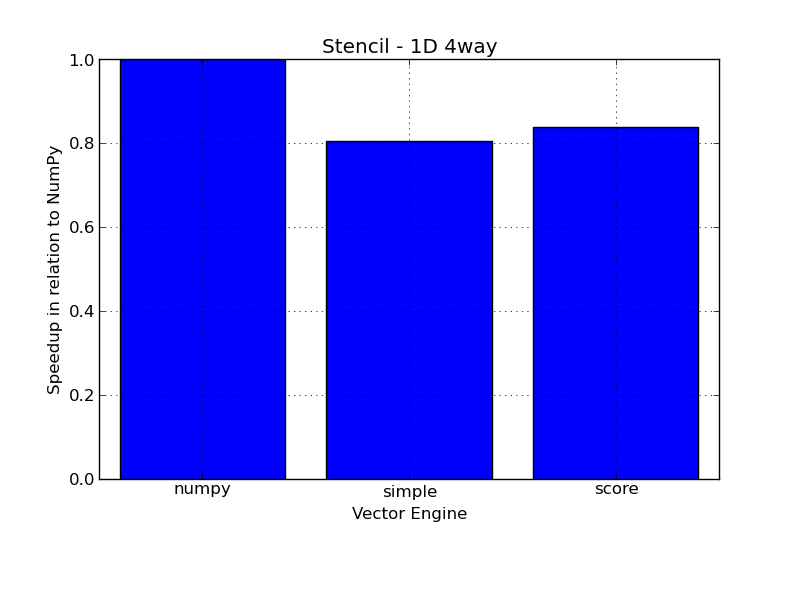 Stencil - 1D 4way
Speedup in relation to NumPy
1.0
0.8
0.6
0.4
0.2
0.0
numpy
simple
score
Vector Engine